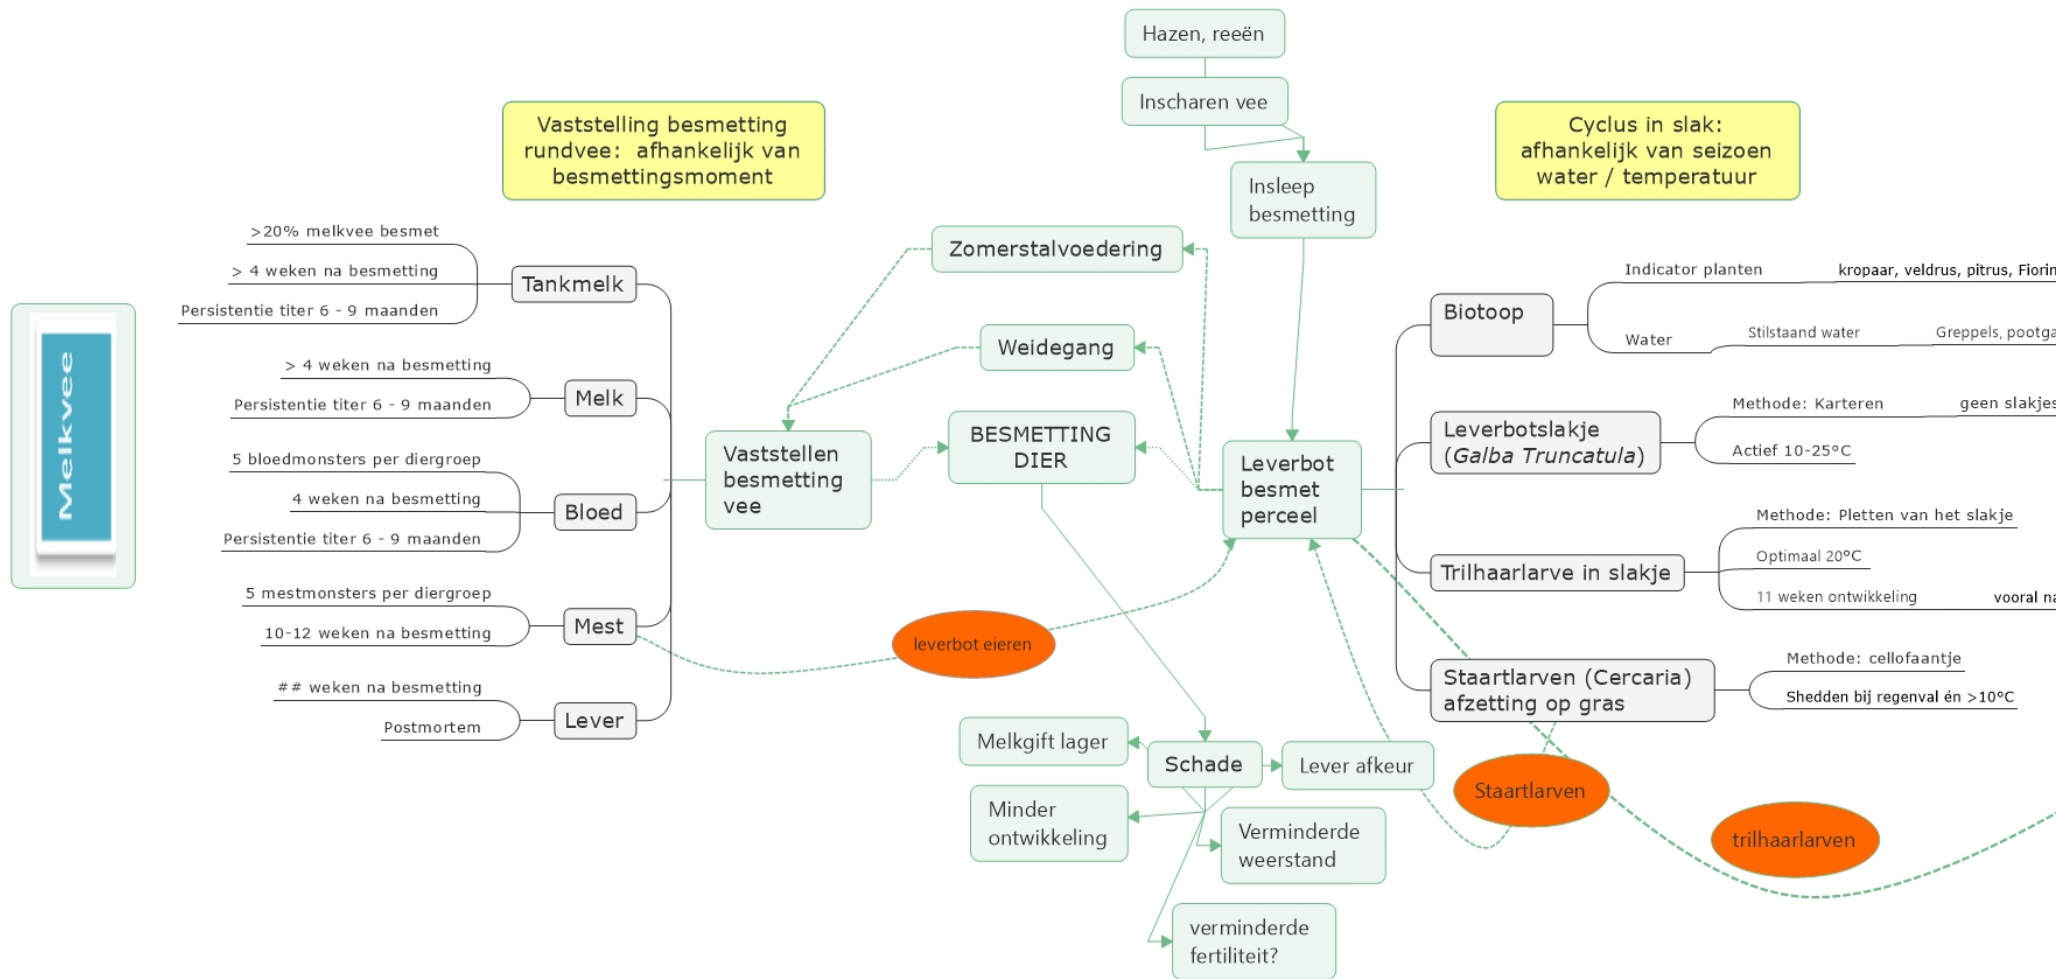 Hazen, reeën
Inscharen vee
Vaststelling besmetting
rundvee: afhankelijk van
besmettingsmoment
Cyclus in slak:
afhankelijk van seizoen
water / temperatuur
Insleep
besmetting
Zomerstalvoedering
Weidegang
BESMETTING
DIER
Vaststellen
besmetting
vee
Leverbot
besmet
perceel
Melkvee
>20% melkvee besmet
> 4 weken na besmetting
Persistentie titer 6 - 9 maanden
Tankmelk
> 4 weken na besmetting
Persistentie titer 6 - 9 maanden
Melk
5 bloedmonsters per diergroep
4 weken na besmetting
Persistentie titer 6 - 9 maanden
Bloed
5 mestmonsters per diergroep
10-12 weken na besmetting
Mest
## weken na besmetting
Postmortem
Lever
leverbot eieren
Biotoop
Indicator planten
kropaar, veldrus, pitrus, Fiorin
Water
Stilstaand water
Greppels, pootga
Leverbotslakje
(Galba Truncatula)
Methode: Karteren
geen slakjes
Actief 10-25°C
Trilhaarlarve in slakje
Methode: Pletten van het slakje
Optimaal 20°C
11 weken ontwikkeling
vooral na
Staartlarven (Cercaria)
afzetting op gras
Methode: cellofaantje
Shedden bij regenval én >10°C
Melkgift lager
Schade
Lever afkeur
Minder
ontwikkeling
Verminderde
weerstand
verminderde
fertiliteit?
Staartlarven
trilhaarlarven